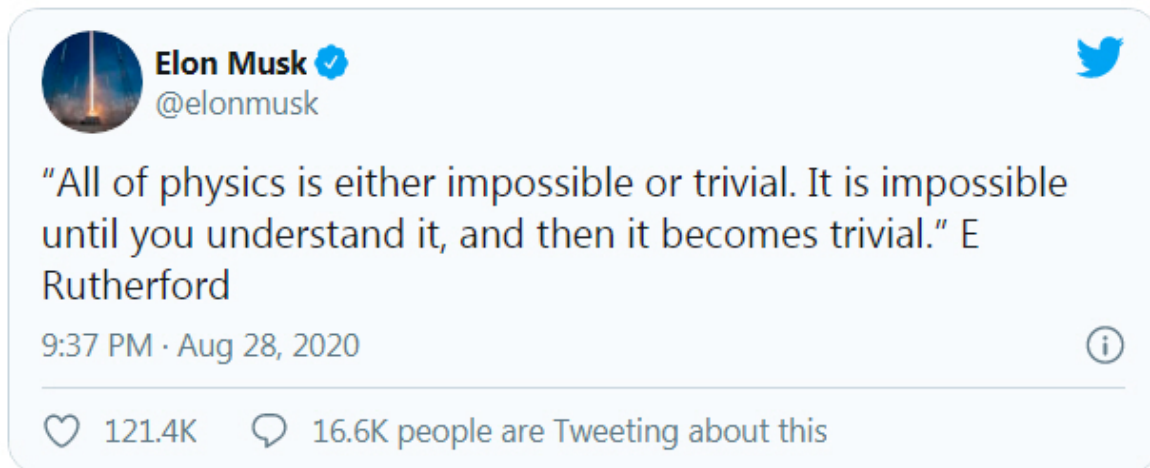 Elon Musk
@elonmusk
“All of physics is either impossible or trivial. It is impossible
until you understand it, and then it becomes trivial.” E
Rutherford
9:37 PM · Aug 28, 2020
121.4K 16.6K people are Tweeting about this